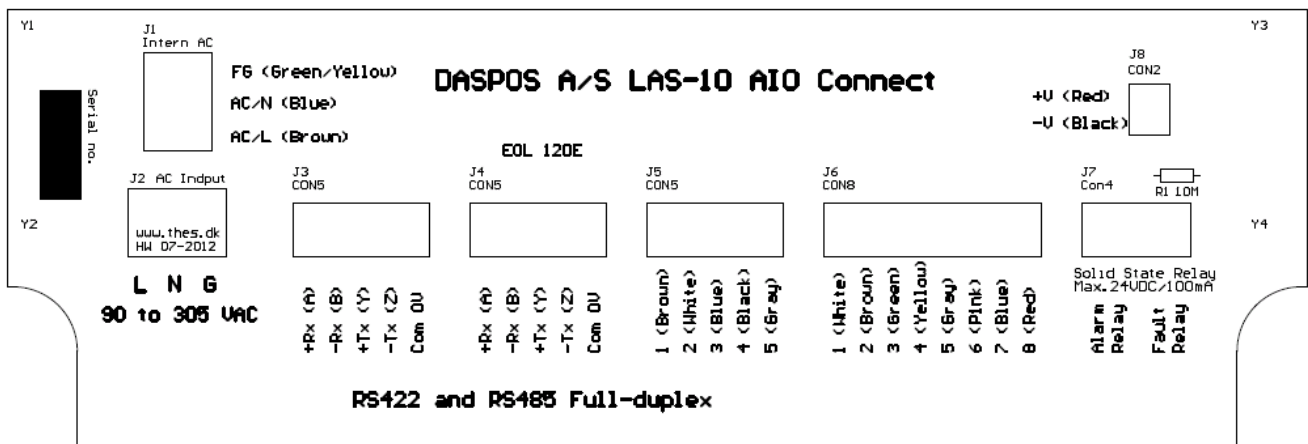 Y1
J1
Intern AC
FG (Green/Yellow)
AC/N (Blue)
AC/L (Broun)
DASPOS A/S LAS-10 AIO Connect
J8
CON2
+V (Red)
-V (Black)
Y3
Serial no.
EOL 120E
J2 AC Indput
www.thes.dk
HW 07-2012
J3
CON5
J4
CON5
J5
CON5
J6
CON8
J7
Con4
R1 10M
Y2
Y4
L N G
90 to 305 VAC
+Rx (A)
-Rx (B)
+Tx (Y)
-Tx (Z)
Com 0V
+Rx (A)
-Rx (B)
+Tx (Y)
-Tx (Z)
Com 0V
1 (Brown)
2 (White)
3 (Blue)
4 (Black)
5 (Gray)
1 (White)
2 (Brown)
3 (Green)
4 (Yellow)
5 (Gray)
6 (Pink)
7 (Blue)
8 (Red)
Solid State Relay
Max.24VDC/100mA
Alarm
Relay
Fault
Relay
RS422 and RS485 Full-duplex